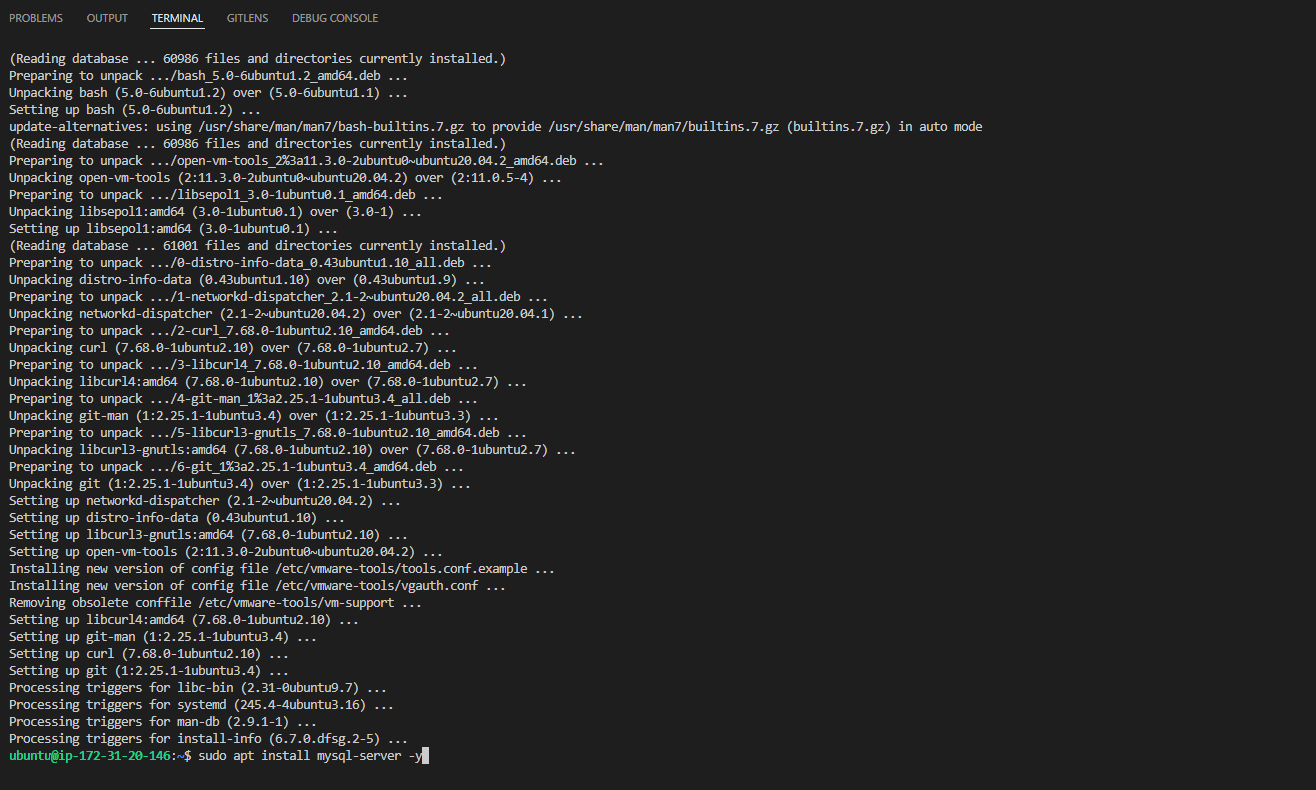 PROBLEMS OUTPUT TERMINAL GITLENS DEBUG CONSOLE
(Reading database ... 60986 files and directories currently installed.)
Preparing to unpack .../bash_5.0-6ubuntu1.2_amd64.deb ...
Unpacking bash (5.0-6ubuntu1.2) over (5.0-6ubuntu1.1) ...
Setting up bash (5.0-6ubuntu1.2) ...
update-alternatives: using /usr/share/man/man7/bash-builtins.7.gz to provide /usr/share/man/man7/builtins.7.gz (builtins.7.gz) in auto mode
(Reading database ... 60986 files and directories currently installed.)
Preparing to unpack .../open-vm-tools_2%3a11.3.0-2ubuntu0~ubuntu20.04.2_amd64.deb ...
Unpacking open-vm-tools (2:11.3.0-2ubuntu0~ubuntu20.04.2) over (2:11.0.5-4) ...
Preparing to unpack .../libsepol1_3.0-1ubuntu0.1_amd64.deb ...
Unpacking libsepol1:amd64 (3.0-1ubuntu0.1) over (3.0-1) ...
Setting up libsepol1:amd64 (3.0-1ubuntu0.1) ...
(Reading database ... 61001 files and directories currently installed.)
Preparing to unpack .../0-distro-info-data_0.43ubuntu1.10_all.deb ...
Unpacking distro-info-data (0.43ubuntu1.10) over (0.43ubuntu1.9) ...
Preparing to unpack .../1-networkd-dispatcher_2.1-2~ubuntu20.04.2_all.deb ...
Unpacking networkd-dispatcher (2.1-2~ubuntu20.04.2) over (2.1-2~ubuntu20.04.1) ...
Preparing to unpack .../2-curl_7.68.0-1ubuntu2.10_amd64.deb ...
Unpacking curl (7.68.0-1ubuntu2.10) over (7.68.0-1ubuntu2.7) ...
Preparing to unpack .../3-libcurl4_7.68.0-1ubuntu2.10_amd64.deb ...
Unpacking libcurl4:amd64 (7.68.0-1ubuntu2.10) over (7.68.0-1ubuntu2.7) ...
Preparing to unpack .../4-git-man_1%3a2.25.1-1ubuntu3.4_all.deb ...
Unpacking git-man (1:2.25.1-1ubuntu3.4) over (1:2.25.1-1ubuntu3.3) ...
Preparing to unpack .../5-libcurl3-gnutls_7.68.0-1ubuntu2.10_amd64.deb ...
Unpacking libcurl3-gnutls:amd64 (7.68.0-1ubuntu2.10) over (7.68.0-1ubuntu2.7) ...
Preparing to unpack .../6-git_1%3a2.25.1-1ubuntu3.4_amd64.deb ...
Unpacking git (1:2.25.1-1ubuntu3.4) over (1:2.25.1-1ubuntu3.3) ...
Setting up networkd-dispatcher (2.1-2~ubuntu20.04.2) ...
Setting up distro-info-data (0.43ubuntu1.10) ...
Setting up libcurl3-gnutls:amd64 (7.68.0-1ubuntu2.10) ...
Setting up open-vm-tools (2:11.3.0-2ubuntu0~ubuntu20.04.2) ...
Installing new version of config file /etc/vmware-tools/tools.conf.example ...
Installing new version of config file /etc/vmware-tools/vgauth.conf ...
Removing obsolete conffile /etc/vmware-tools/vm-support ...
Setting up libcurl4:amd64 (7.68.0-1ubuntu2.10) ...
Setting up git-man (1:2.25.1-1ubuntu3.4) ...
Setting up curl (7.68.0-1ubuntu2.10) ...
Setting up git (1:2.25.1-1ubuntu3.4) ...
Processing triggers for libc-bin (2.31-0ubuntu9.7) ...
Processing triggers for systemd (245.4-4ubuntu3.16) ...
Processing triggers for man-db (2.9.1-1) ...
Processing triggers for install-info (6.7.0.dfsg.2-5) ...
ubuntu@ip-172-31-20-146:~$ sudo apt install mysql-server -y